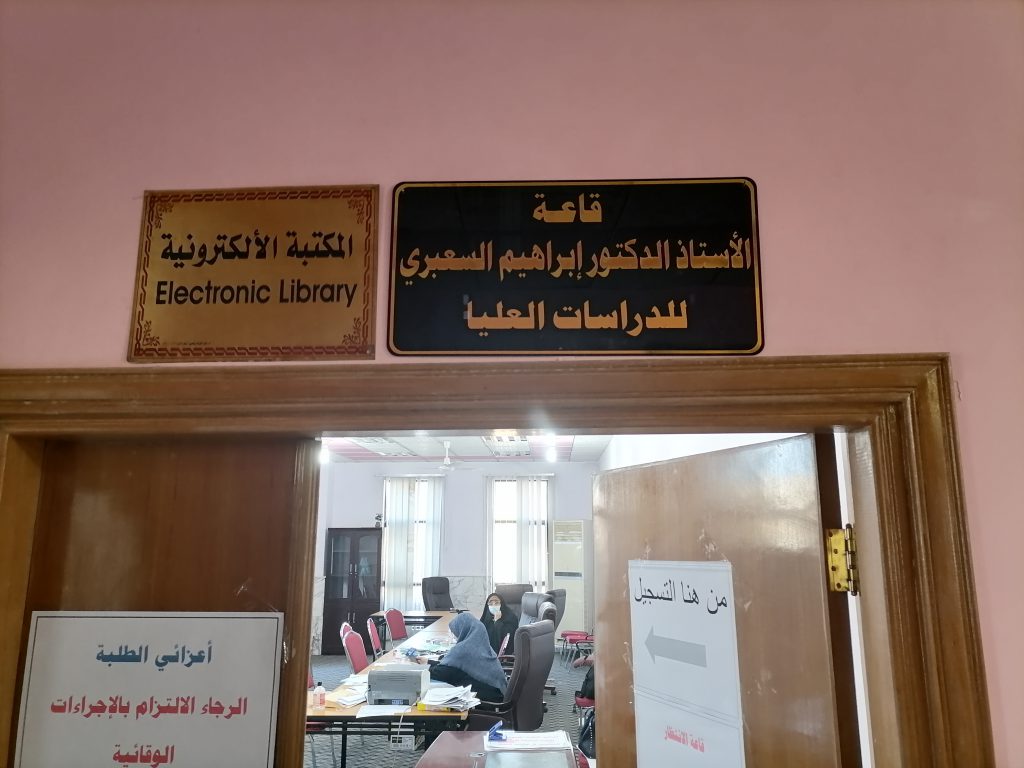 المكتبة الألكترونية
Electronic Library
قاعة
الأستاذ الدكتور إبراهيم السعبري
للدراسات العليا
من هنا التسجيل
قاعة الانتظار
أعزائي الطلبة
الرجاء الالتزام بالإجراءات
الوقائية